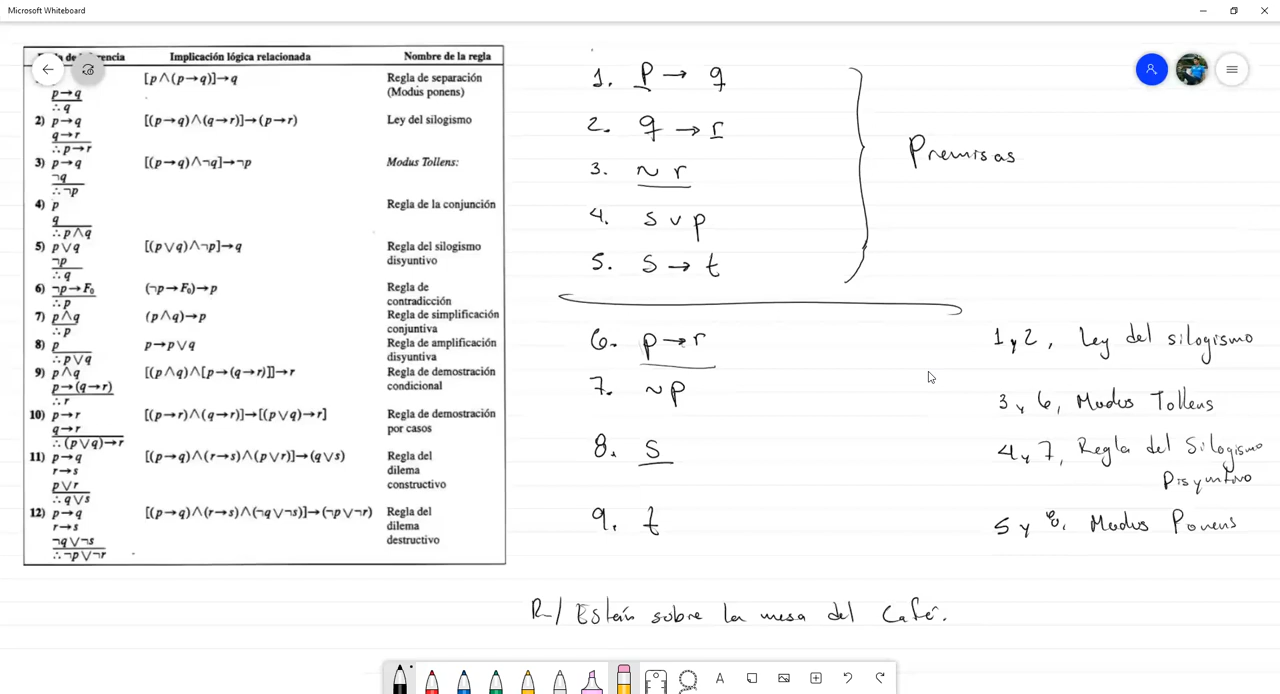 Microsoft Whiteboard
de encia Implicación lógica relacionada Nombre de la regla
[p∧(p→q)]→q Regla de separación
p→q (Modus ponens)
∴ q
2) p→q [(p→q)∧(q→r)]→(p→r) Ley del silogismo
q→r
∴ p→r
3) p→q [(p→q)∧¬q]→¬p Modus Tollens:
¬q
∴ ¬p
4) p Regla de la conjunción
q
∴ p∧q
5) p∨q [(p∨q)∧¬p]→q Regla del silogismo
¬p disyuntivo
∴ q
6) ¬p→F₀ (¬p→F₀)→p Regla de
∴ p contradicción
7) p∧q (p∧q)→p Regla de simplificación
∴ p conjuntiva
8) p p→p∨q Regla de amplificación
∴ p∨q disyuntiva
9) p∧q [(p∧q)∧[p→(q→r)]]→r Regla de demostración
p→(q→r) condicional
∴ r
10) p→r [(p→r)∧(q→r)]→[(p∨q)→r] Regla de demostración
q→r por casos
∴ (p∨q)→r
11) p→q [(p→q)∧(r→s)∧(p∨r)]→(q∨s) Regla del
r→s dilema
p∨r constructivo
∴ q∨s
12) p→q [(p→q)∧(r→s)∧(¬q∨¬s)]→(¬p∨¬r) Regla del
r→s dilema
¬q∨¬s destructivo
∴ ¬p∨¬r
1. p → q
2. q → r
3. ~ r
4. s ∨ p
5. s → t
Premisas
6. p → r 1 y 2, Ley del silogismo
7. ~p 3 y 6, Modus Tollens
8. s 4 y 7, Regla del Silogismo
Disyuntivo
9. t 5 y 8, Modus Ponens
R/ Están sobre la mesa del Café.